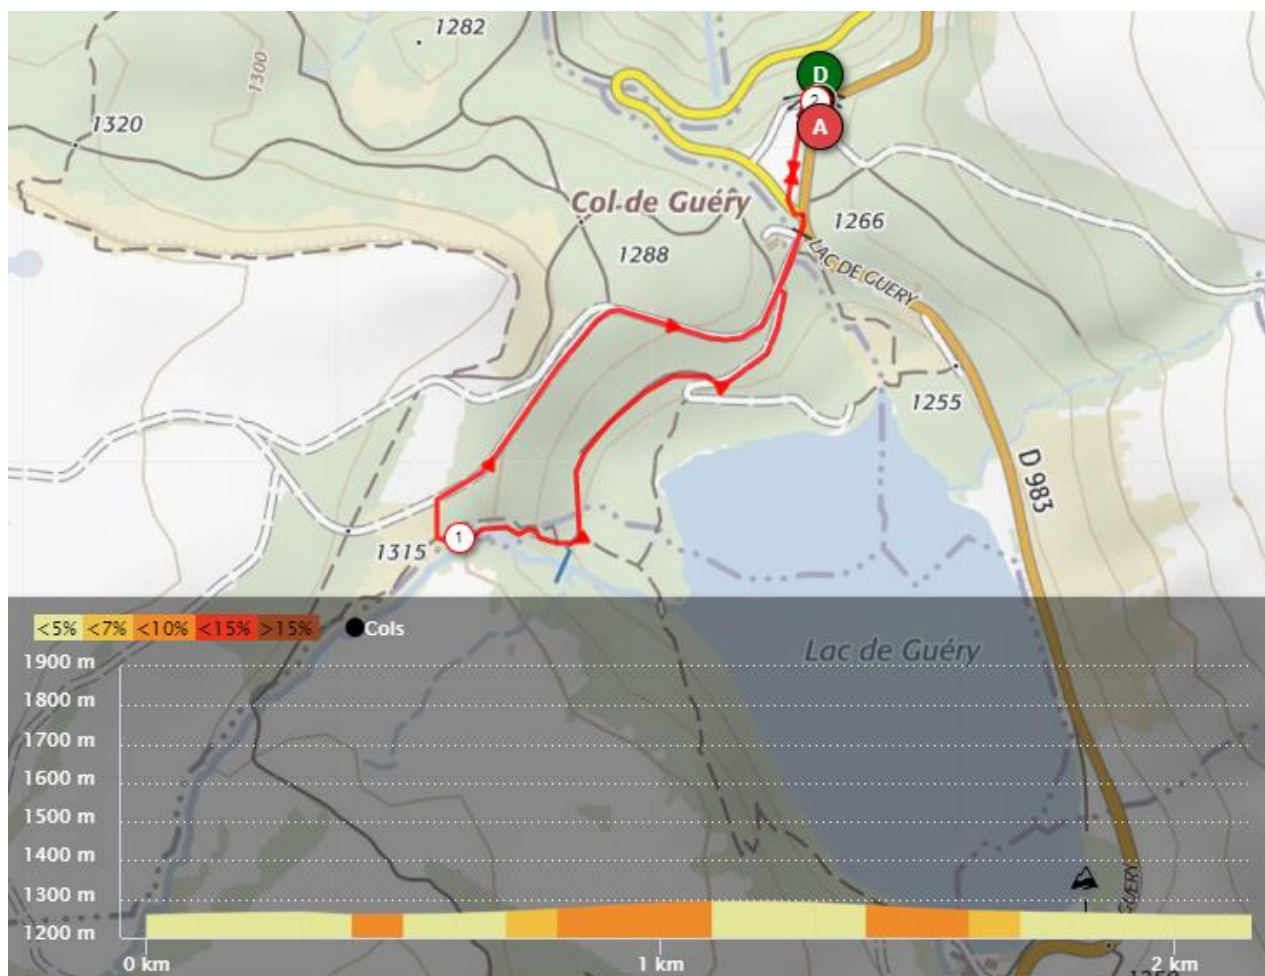 1282
1300
D
2
1320
A
Col de Guéry
1266
1288
LAC DE GUERY
1255
D 983
1315
1
<5% <7% <10% <15% >15% Cols
Lac de Guéry
1900 m
1800 m
1700 m
1600 m
1500 m
1400 m
1300 m
GUERY
1200 m
0 km 1 km 2 km